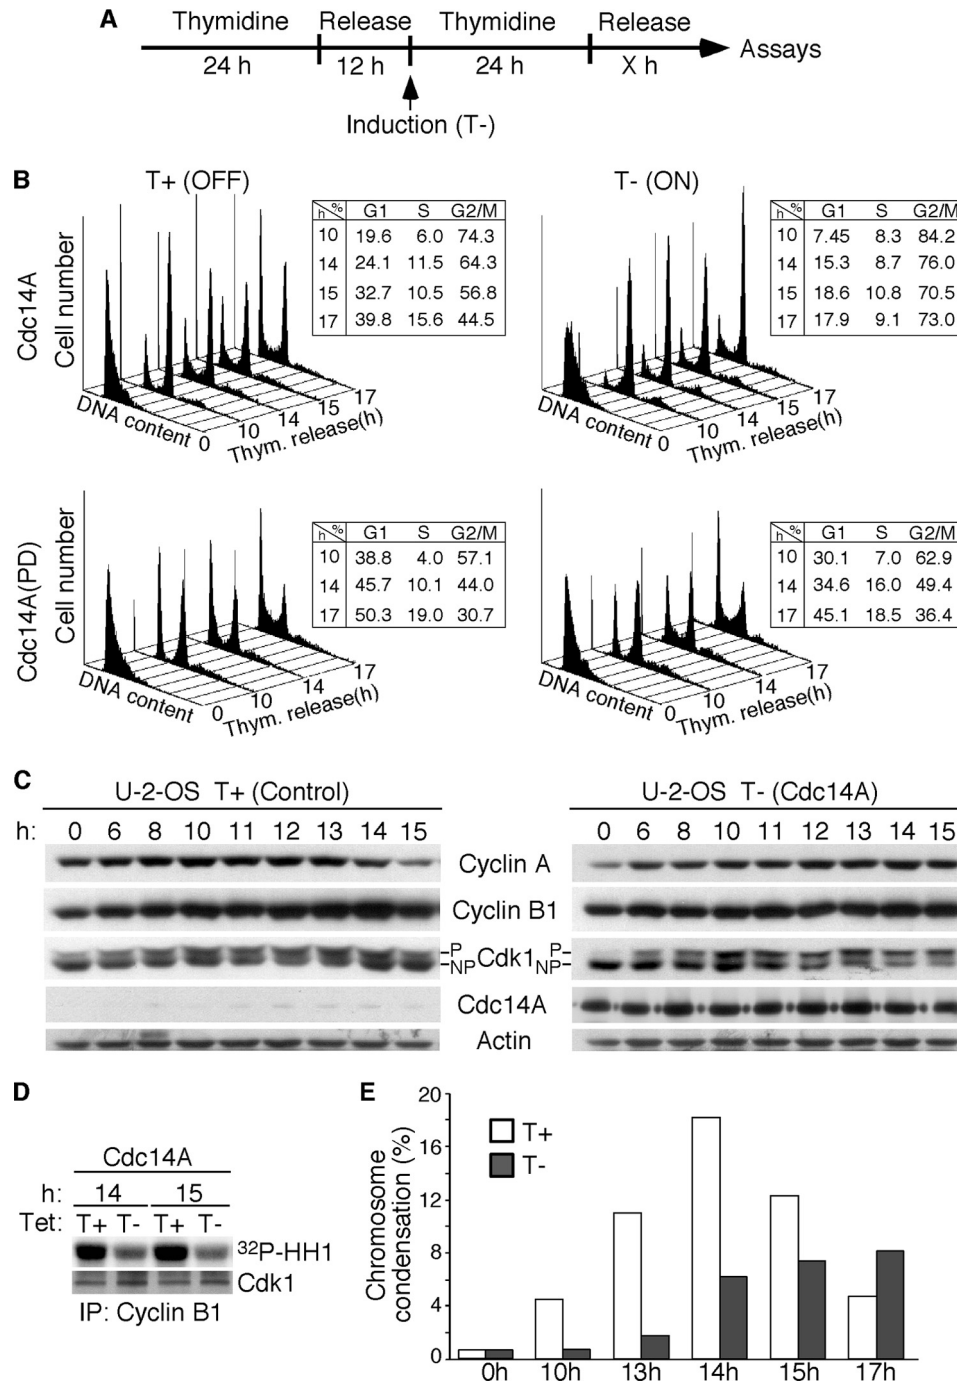 A
Thymidine Release Thymidine Release
24 h 12 h 24 h X h Assays
Induction (T-)
B
T+ (OFF) T- (ON)
Cdc14A
Cell number
DNA content
0 10 14 15 17
Thym. release(h)
h % G1 S G2/M
10 19.6 6.0 74.3
14 24.1 11.5 64.3
15 32.7 10.5 56.8
17 39.8 15.6 44.5
DNA content
0 10 14 15 17
Thym. release(h)
h % G1 S G2/M
10 7.45 8.3 84.2
14 15.3 8.7 76.0
15 18.6 10.8 70.5
17 17.9 9.1 73.0
Cdc14A(PD)
Cell number
DNA content
0 10 14 17
Thym. release(h)
h % G1 S G2/M
10 38.8 4.0 57.1
14 45.7 10.1 44.0
17 50.3 19.0 30.7
DNA content
0 10 14 17
Thym. release(h)
h % G1 S G2/M
10 30.1 7.0 62.9
14 34.6 16.0 49.4
17 45.1 18.5 36.4
C
U-2-OS T+ (Control) U-2-OS T- (Cdc14A)
h: 0 6 8 10 11 12 13 14 15 0 6 8 10 11 12 13 14 15
Cyclin A
Cyclin B1
P P
NP Cdk1 NP
Cdc14A
Actin
D
Cdc14A
h: 14 15
Tet: T+ T- T+ T-
32P-HH1
Cdk1
IP: Cyclin B1
E
Chromosome
condensation (%)
20
16
12
8
4
0
T+
T-
0h 10h 13h 14h 15h 17h